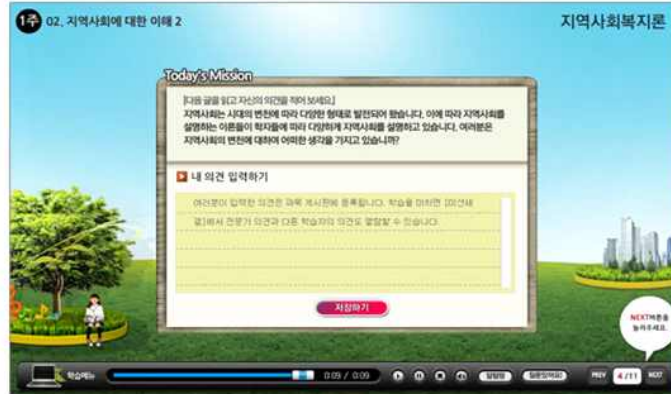 1주 02. 지역사회에 대한 이해 2
지역사회복지론
Today's Mission
[다음 글을 읽고 자신의 의견을 적어 보세요.]
지역사회는 시대의 변천에 따라 다양한 형태로 발전되어 왔습니다. 이에 따라 지역사회를
설명하는 이론들이 학자들에 따라 다양하게 지역사회를 설명하고 있습니다. 여러분은
지역사회의 변천에 대하여 어떠한 생각을 가지고 있습니까?
내 의견 입력하기
여러분이 입력한 의견은 과목 게시판에 등록됩니다. 학습을 마치면 [미션해
결]에서 전문가 의견과 다른 학습자의 의견도 열람할 수 있습니다.
저장하기
NEXT버튼을
눌러주세요.
학습메뉴
0:09 / 0:09
PREV
4 /11
NEXT